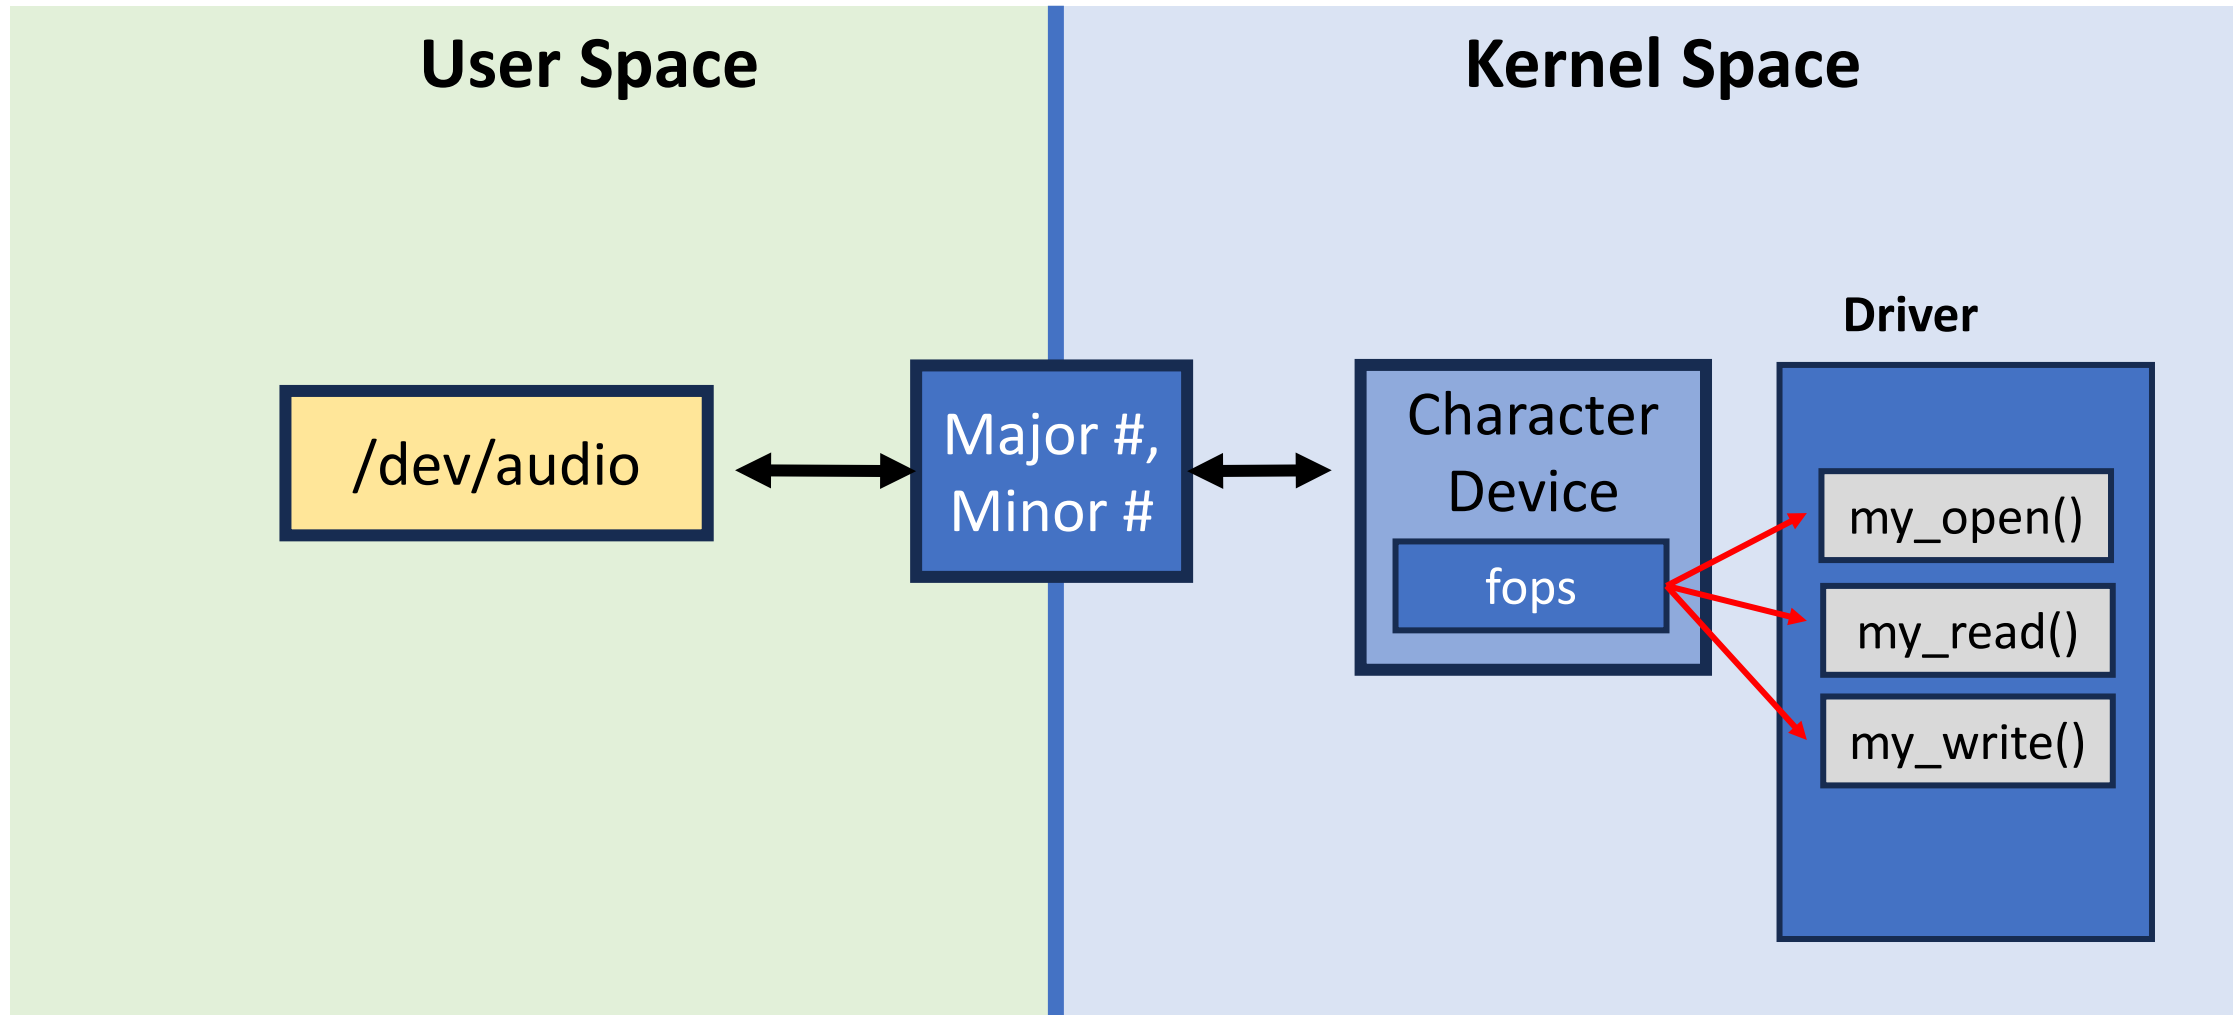 User Space
Kernel Space
Driver
/dev/audio
Major #,
Minor #
Character
Device
fops
my_open()
my_read()
my_write()